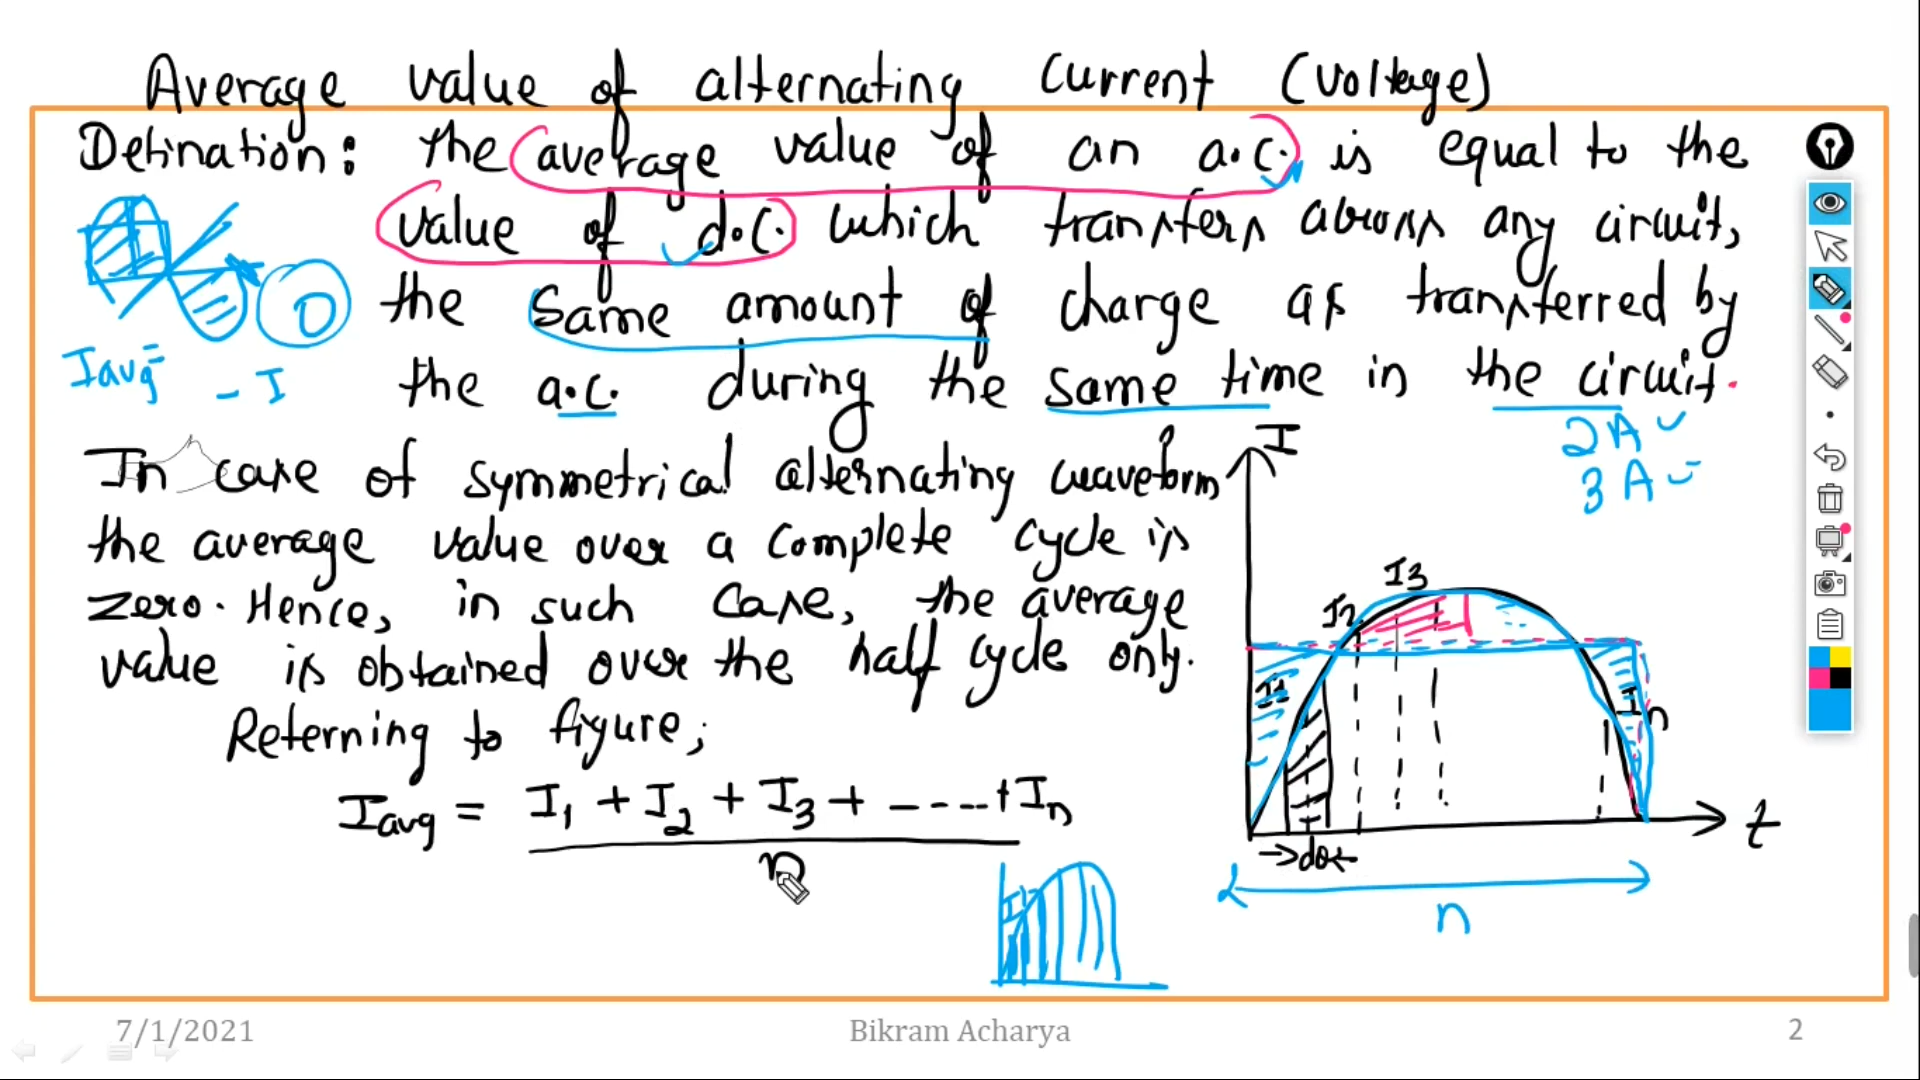 Average value of alternating current (voltage)
Defination: the average value of an a.c. is equal to the
value of d.c. which transfers across any circuit,
the same amount of charge as transferred by
the a.c. during the same time in the circuit.
0
Iavg =
- I
2A
3A
In case of symmetrical alternating waveform
the average value over a complete cycle is
zero. Hence, in such case, the average
value is obtained over the half cycle only.
Referning to figure;
Iavg = I1 + I2 + I3 + ----+ In
n
I
I3
I2
I1
In
t
dθ
n
I1
7/1/2021
Bikram Acharya
2